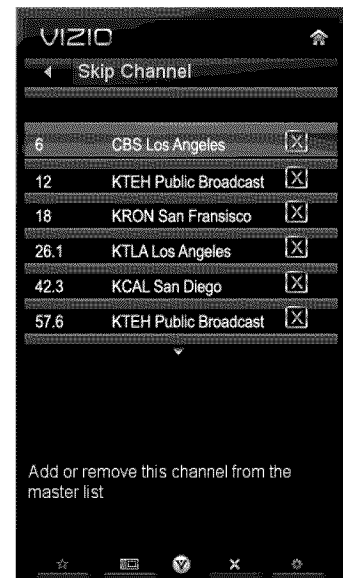 VIZIO
Skip Channel
6 CBS Los Angeles X
12 KTEH Public Broadcast X
18 KRON San Fransisco X
26.1 KTLA Los Angeles X
42.3 KCAL San Diego X
57.6 KTEH Public Broadcast X
Add or remove this channel from the
master list
V